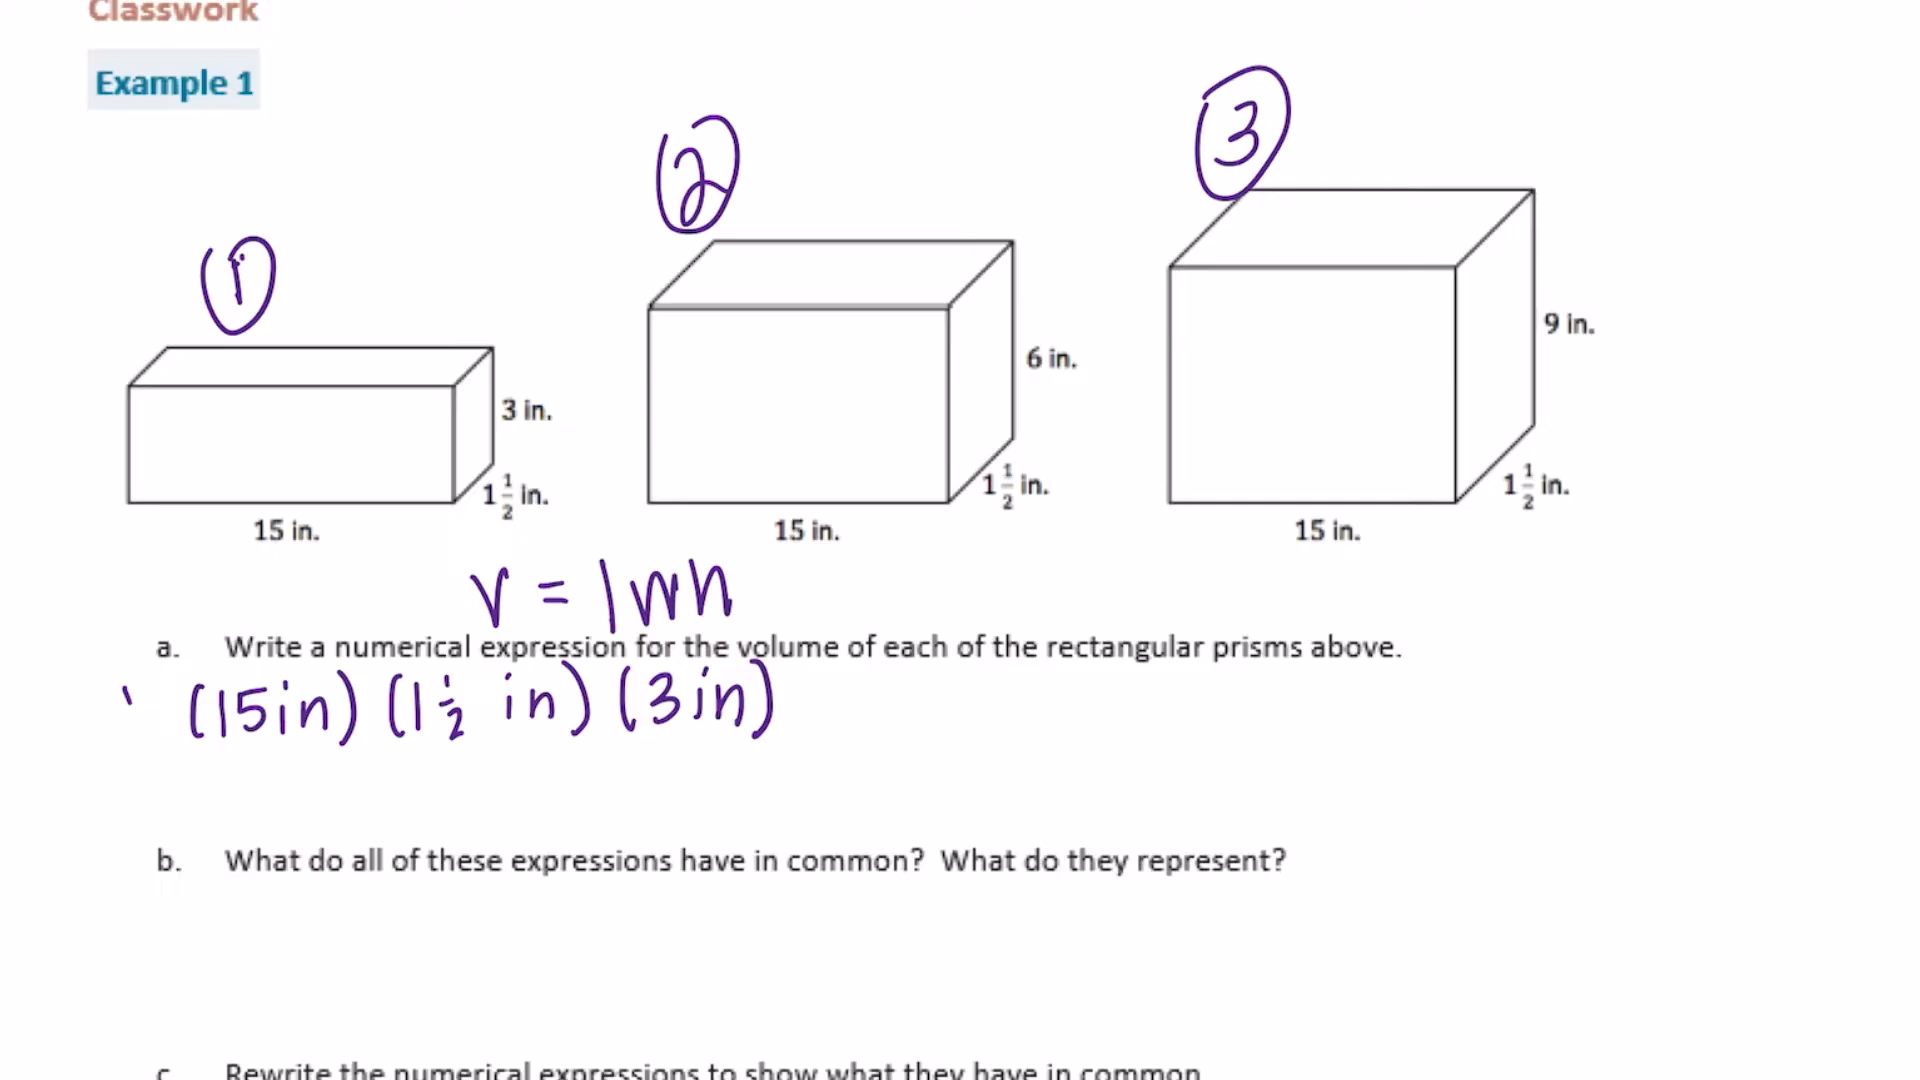 Classwork
Example 1
①
②
③
3 in.
1 1/2 in.
15 in.
6 in.
1 1/2 in.
15 in.
9 in.
1 1/2 in.
15 in.
V = lwh
a. Write a numerical expression for the volume of each of the rectangular prisms above.
(15in) (1 1/2 in) (3in)
b. What do all of these expressions have in common? What do they represent?
c. Rewrite the numerical expressions to show what they have in common.